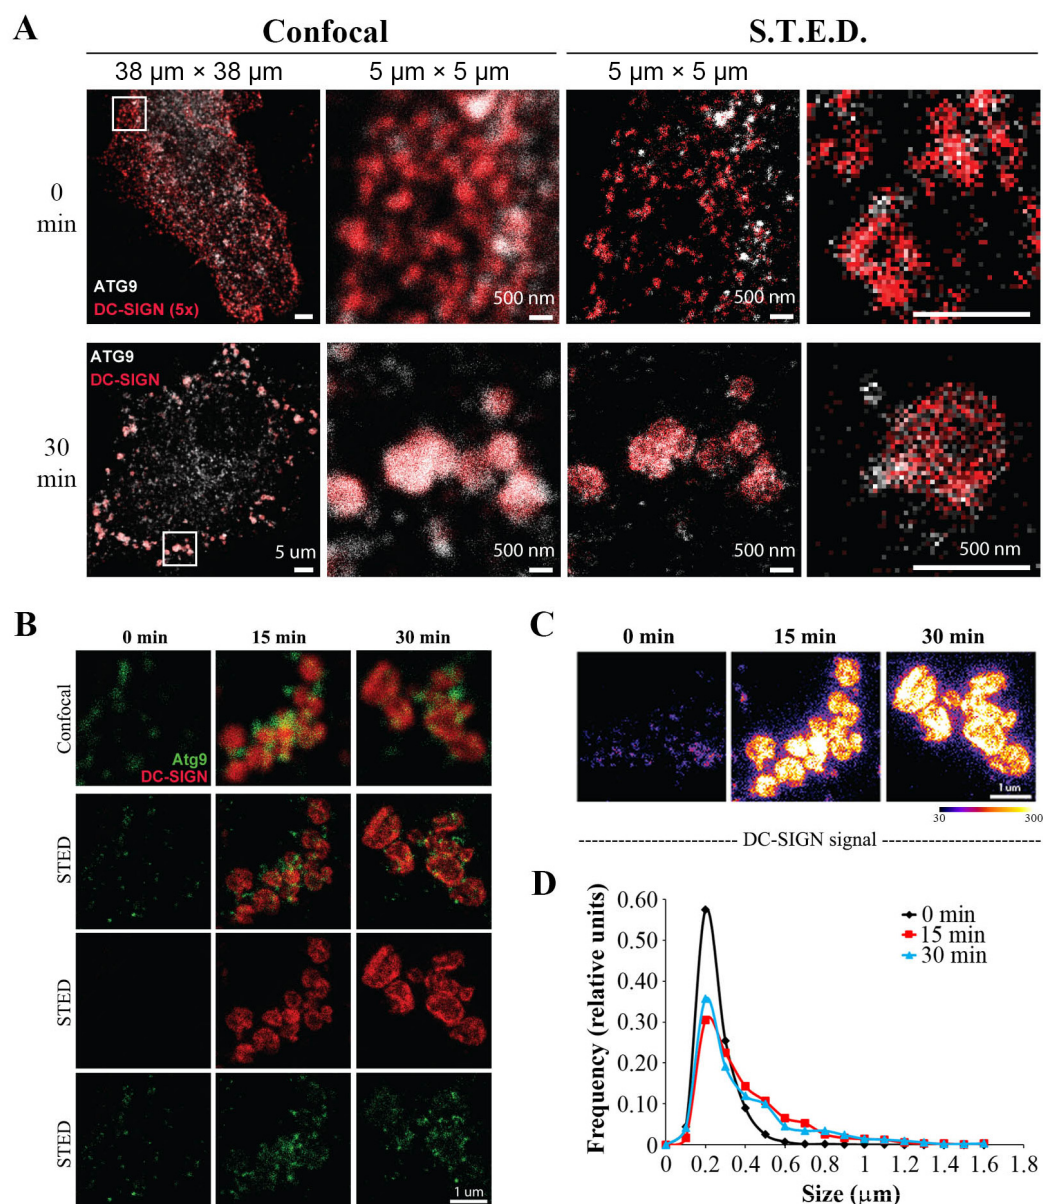 A
Confocal
S.T.E.D.
38 µm × 38 µm
5 µm × 5 µm
5 µm × 5 µm
0
min
ATG9
DC-SIGN (5x)
500 nm
500 nm
30
min
ATG9
DC-SIGN
5 um
500 nm
500 nm
500 nm
B
0 min
15 min
30 min
Confocal
Atg9
DC-SIGN
STED
STED
STED
1 um
C
0 min
15 min
30 min
1 um
30
300
DC-SIGN signal
D
Frequency (relative units)
0.60
0.50
0.40
0.30
0.20
0.10
0
0 min
15 min
30 min
0 0.2 0.4 0.6 0.8 1 1.2 1.4 1.6 1.8
Size (µm)